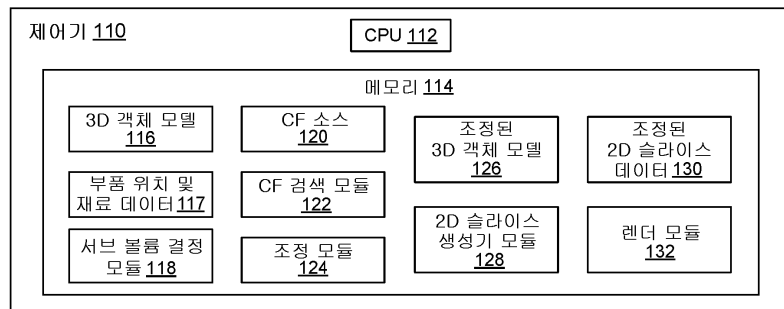 제어기 110
CPU 112
메모리 114
3D 객체 모델
116
CF 소스
120
조정된
3D 객체 모델
126
조정된
2D 슬라이스
데이터 130
부품 위치 및
재료 데이터 117
CF 검색 모듈
122
서브 볼륨 결정
모듈 118
조정 모듈
124
2D 슬라이스
생성기 모듈
128
렌더 모듈
132